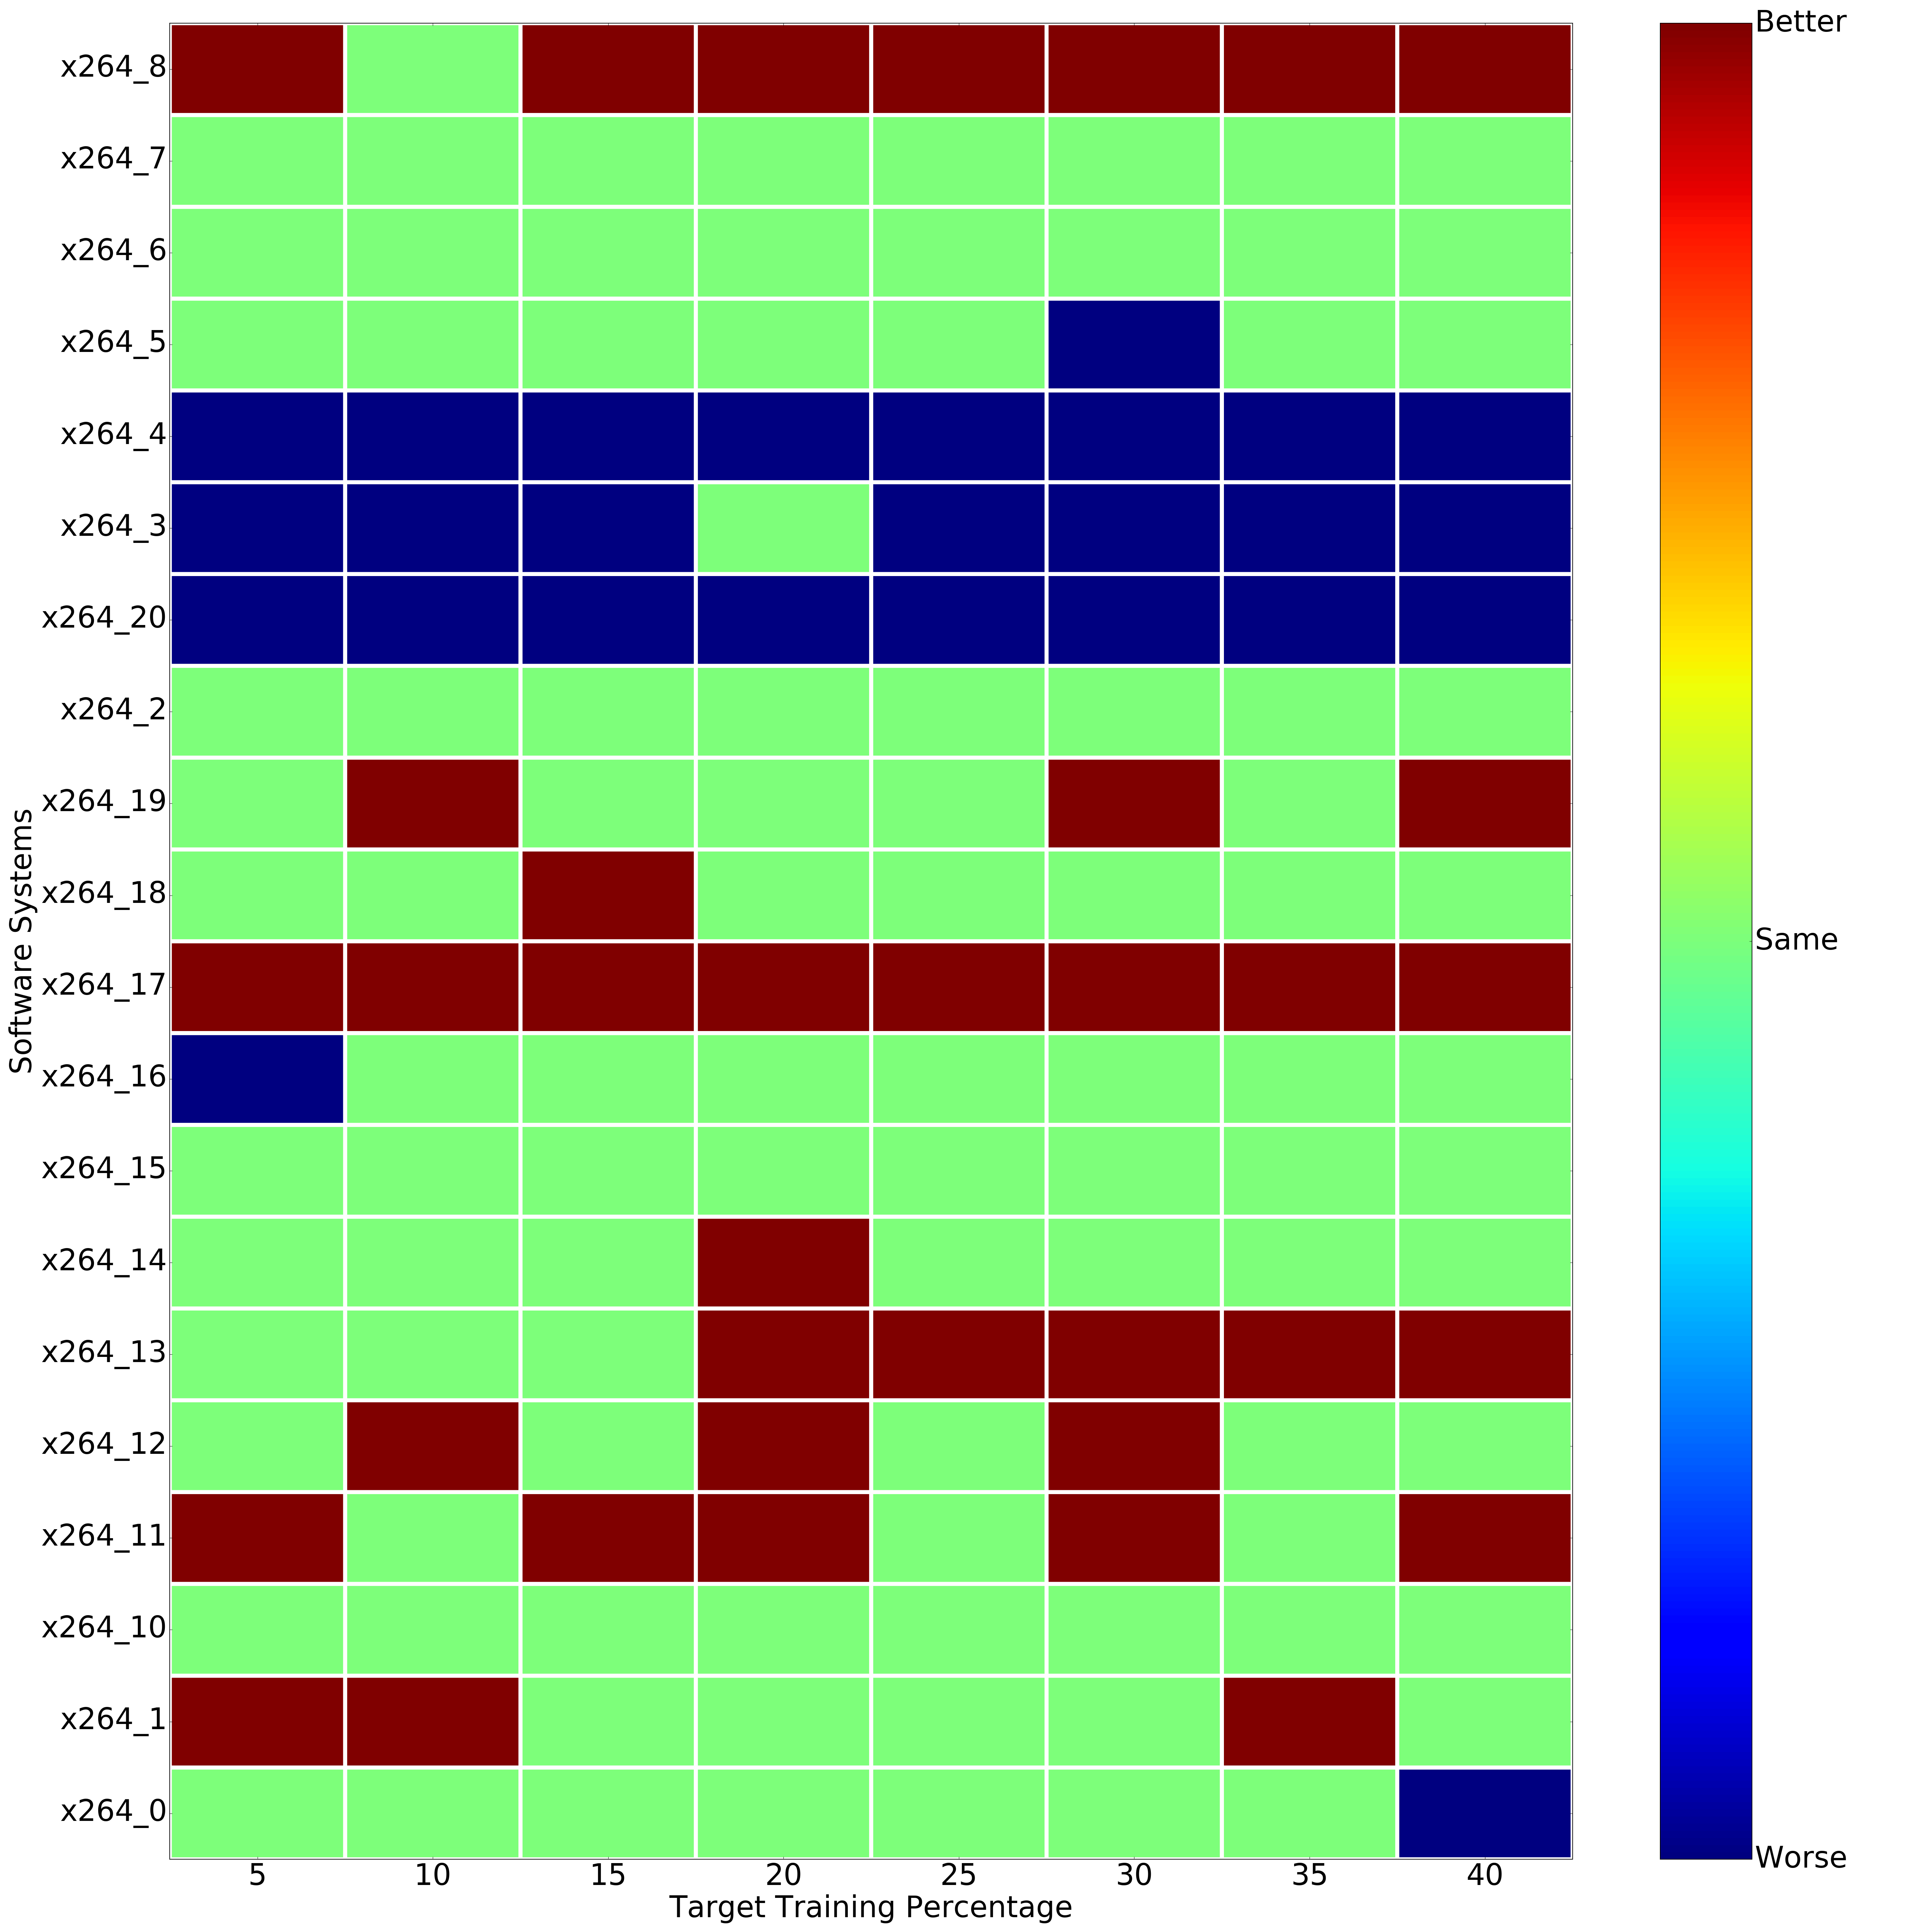 Software Systems
x264_8
x264_7
x264_6
x264_5
x264_4
x264_3
x264_20
x264_2
x264_19
x264_18
x264_17
x264_16
x264_15
x264_14
x264_13
x264_12
x264_11
x264_10
x264_1
x264_0
5 10 15 20 25 30 35 40
Target Training Percentage
Better
Same
Worse